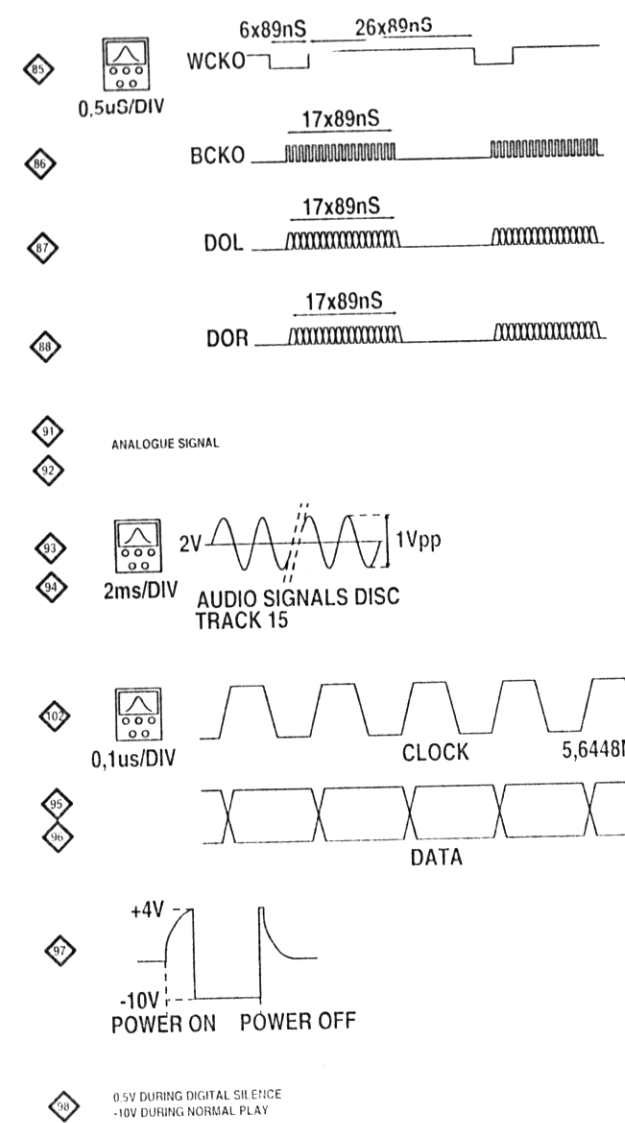 6x89nS 26x89nS
85 WCKO
0,5uS/DIV
17x89nS
86 BCKO
17x89nS
87 DOL
17x89nS
88 DOR
91
ANALOGUE SIGNAL
92
93 2V 1Vpp
94 2ms/DIV
AUDIO SIGNALS DISC
TRACK 15
102
0,1us/DIV CLOCK 5,6448
95
96
DATA
+4V
97
-10V
POWER ON POWER OFF
98
0.5V DURING DIGITAL SILENCE
-10V DURING NORMAL PLAY